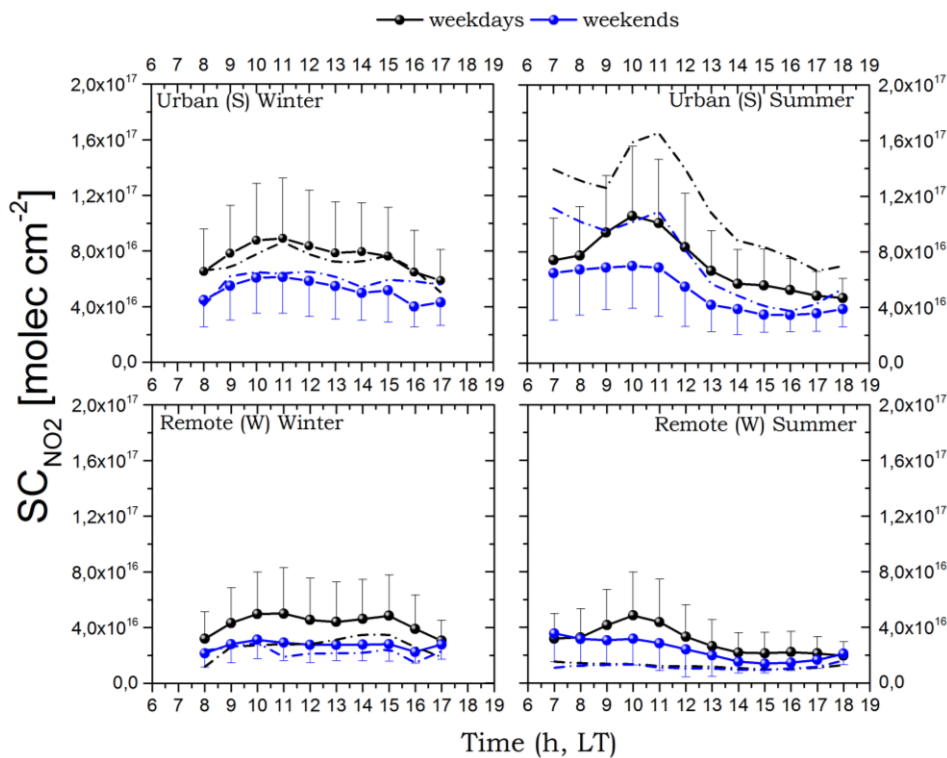 weekdays weekends
6 7 8 9 10 11 12 13 14 15 16 17 18 19 6 7 8 9 10 11 12 13 14 15 16 17 18 19
2,0x10^17 Urban (S) Winter Urban (S) Summer 2,0x10^17
1,6x10^17 1,6x10^17
1,2x10^17 1,2x10^17
8,0x10^16 8,0x10^16
4,0x10^16 4,0x10^16
0,0 0,0
6 7 8 9 10 11 12 13 14 15 16 17 18 19 6 7 8 9 10 11 12 13 14 15 16 17 18 19
2,0x10^17 Remote (W) Winter Remote (W) Summer 2,0x10^17
1,6x10^17 1,6x10^17
1,2x10^17 1,2x10^17
8,0x10^16 8,0x10^16
4,0x10^16 4,0x10^16
0,0 0,0
6 7 8 9 10 11 12 13 14 15 16 17 18 19 6 7 8 9 10 11 12 13 14 15 16 17 18 19
SC_NO2 [molec cm^-2]
Time (h, LT)